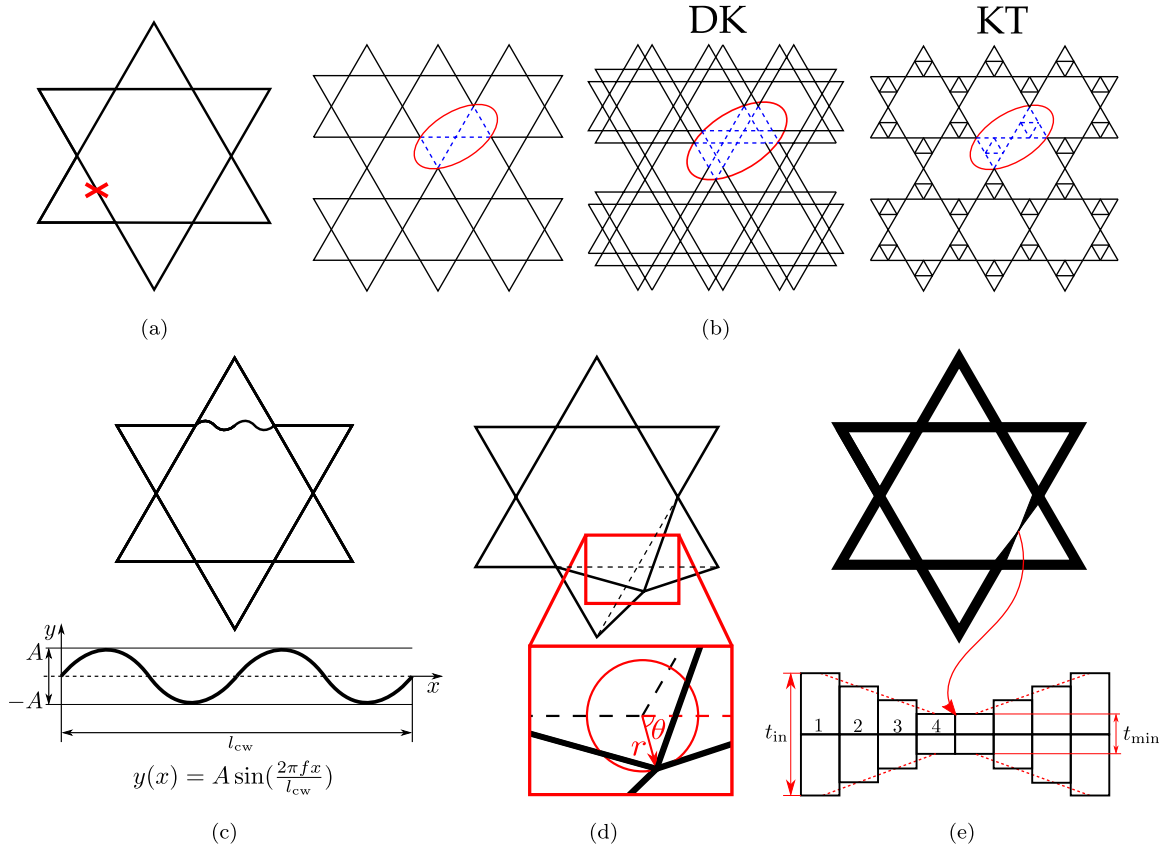 DK
KT
(a)
(b)
y
A
−A
x
l_cw
y(x) = A sin(2πfx/l_cw)
(c)
θ
r
(d)
t_in
1
2
3
4
t_min
(e)